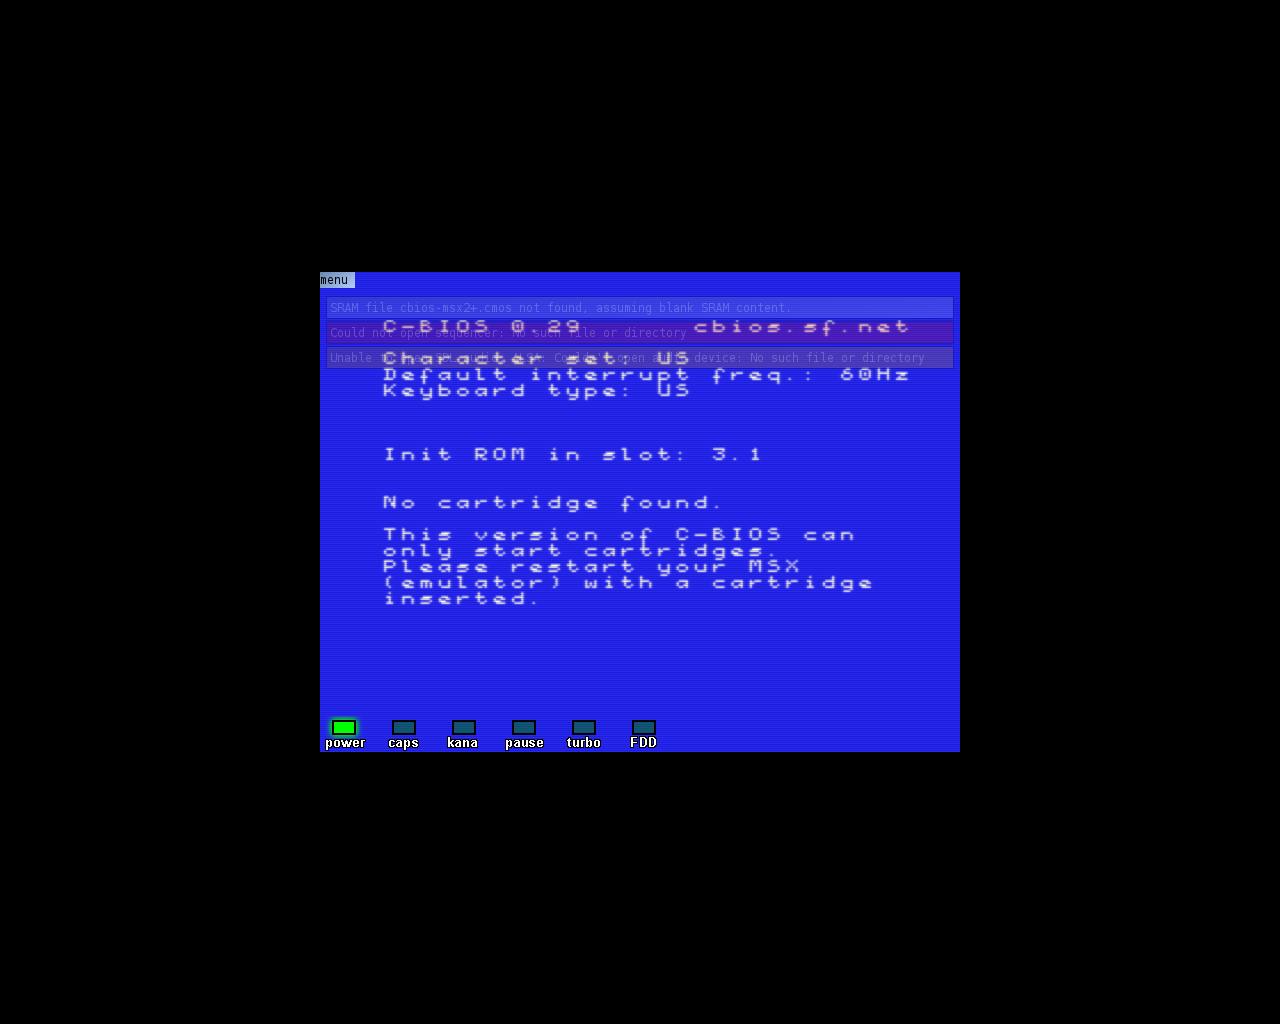 menu
SRAM file cbios-msx2+.cmos not found, assuming blank SRAM content.
C-BIOS 0.29 cbios.sf.net
Could not open sequencer: No such file or directory
Unable to open device: No such file or directory
Character set: US
Default interrupt freq.: 60Hz
Keyboard type: US
Init ROM in slot: 3.1
No cartridge found.
This version of C-BIOS can
only start cartridges.
Please restart your MSX
(emulator) with a cartridge
inserted.
power caps kana pause turbo FDD